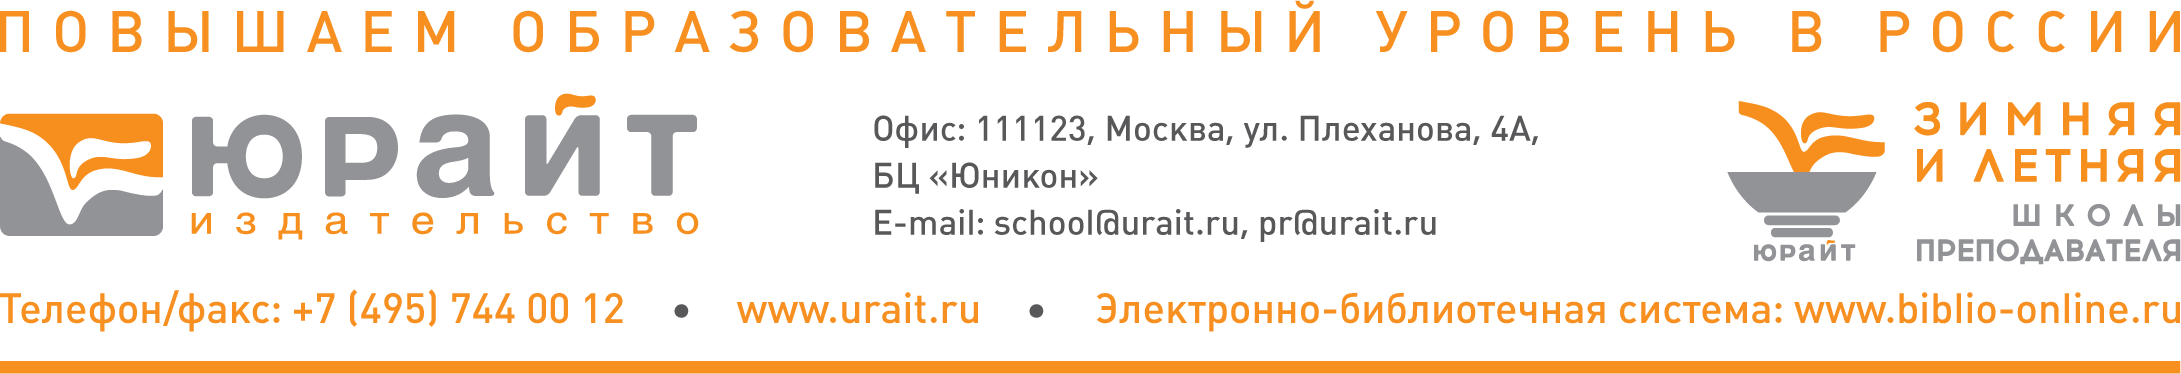 ПОВЫШАЕМ ОБРАЗОВАТЕЛЬНЫЙ УРОВЕНЬ В РОССИИ
юрайт
издательство
Офис: 111123, Москва, ул. Плеханова, 4А,
БЦ «Юникон»
E-mail: school@urait.ru, pr@urait.ru
юрайт
ЗИМНЯЯ
И ЛЕТНЯЯ
ШКОЛЫ
ПРЕПОДАВАТЕЛЯ
Телефон/факс: +7 (495) 744 00 12 • www.urait.ru • Электронно-библиотечная система: www.biblio-online.ru